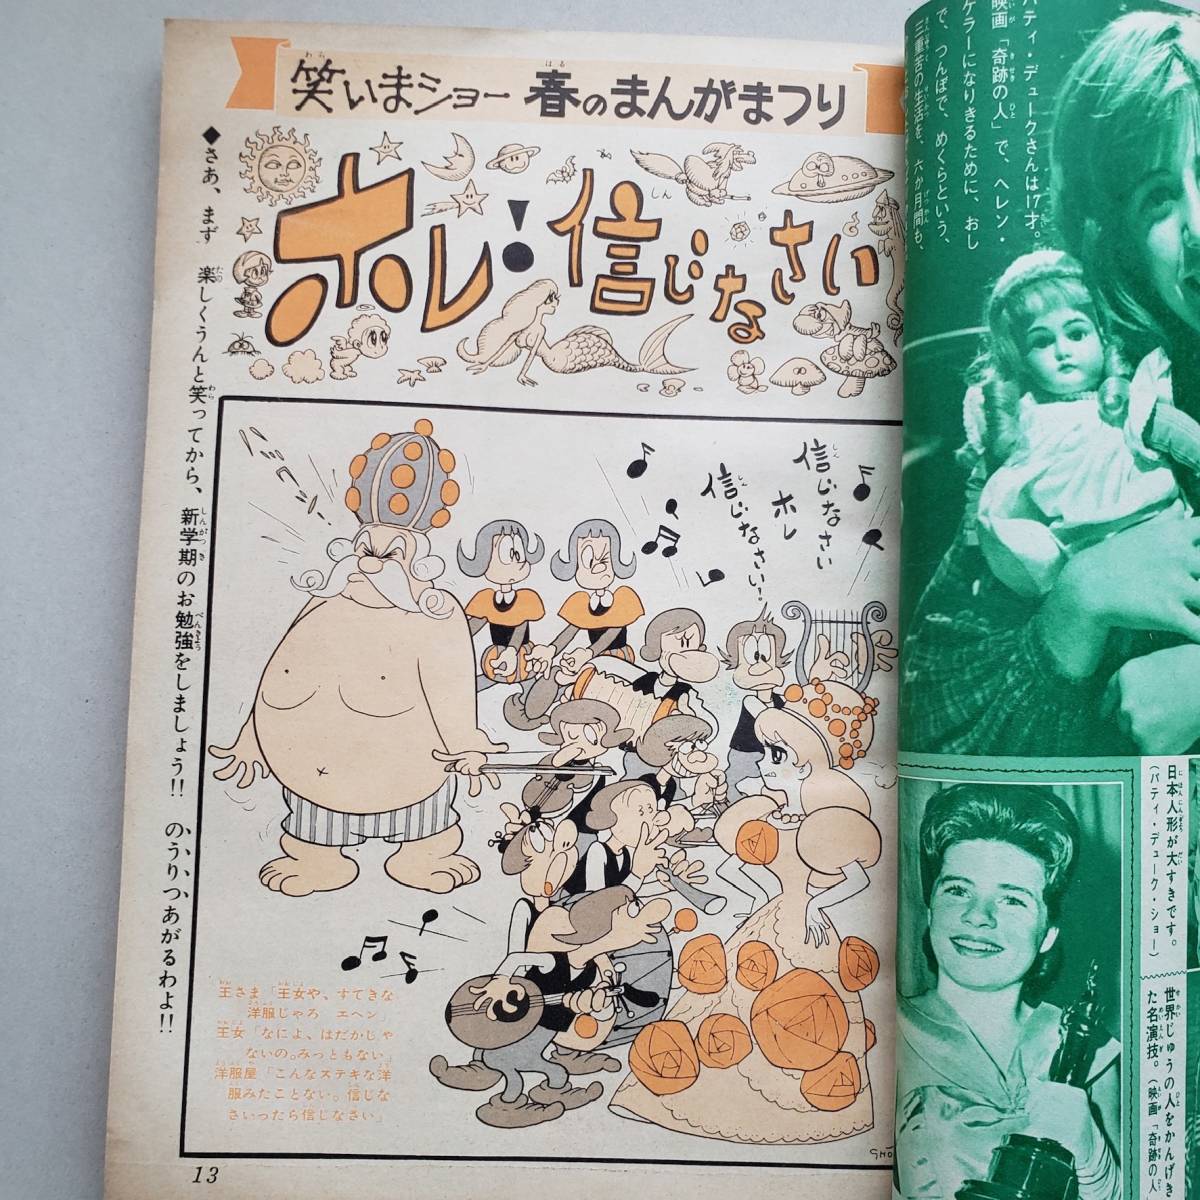 笑いまショー 春のまんがまつり
ホレ!信じなさい
◆さあ、まず 楽しくうんと笑ってから、新学期のお勉強をしましょう!! のうりつあがるわよ!!
信じなさい
ホレ
信じなさい!
王さま「王女や、すてきな
洋服じゃろ エヘン
王女「なによ、はだかじゃ
ないの。みっともない」
洋服屋「こんなステキな洋
服みたことない。信じな
さいったら信じなさい」
13
パティ・デュークさんは17才。
映画「奇跡の人」で、ヘレン・
ケラーになりきるために、おし
で、つんぼで、めくらという、
三重苦の生活を、六か月間も、
日本人形が大すきです。
(パティ・デューク・ショー)
世界じゅうの人をかんげき
た名演技。(映画「奇跡の人